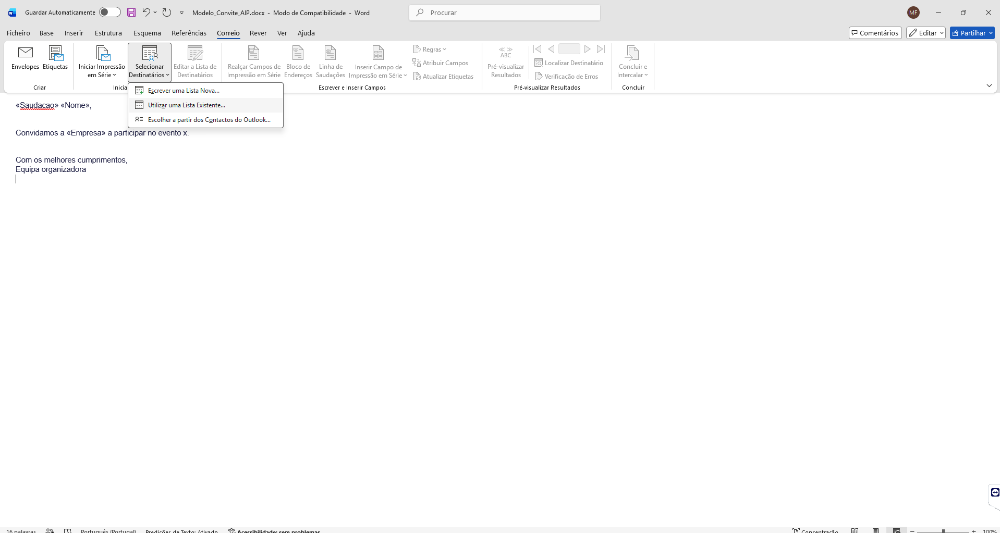 Guardar Automaticamente
Modelo_Convite_AIP.docx - Modo de Compatibilidade - Word
Procurar
MF
Ficheiro Base Inserir Estrutura Esquema Referências Correio Rever Ver Ajuda
Comentários Editar Partilhar
Envelopes
Etiquetas
Criar
Iniciar Impressão
em Série
Selecionar
Destinatários
Editar a Lista de
Destinatários
Inicia
Realçar Campos de
Impressão em Série
Bloco de
Endereços
Linha de
Saudações
Inserir Campo de
Impressão em Série
Regras
Atribuir Campos
Atualizar Etiquetas
Escrever e Inserir Campos
ABC
Pré-visualizar
Resultados
Localizar Destinatário
Verificação de Erros
Pré-visualizar Resultados
Concluir e
Intercalar
Concluir
Escrever uma Lista Nova...
Utilizar uma Lista Existente...
Escolher a partir dos Contactos do Outlook...
«Saudacao» «Nome»,
Convidamos a «Empresa» a participar no evento x.
Com os melhores cumprimentos,
Equipa organizadora
16 palavras Português (Portugal) Predições de Texto: Ativado Acessibilidade: sem problemas Concentração 100%